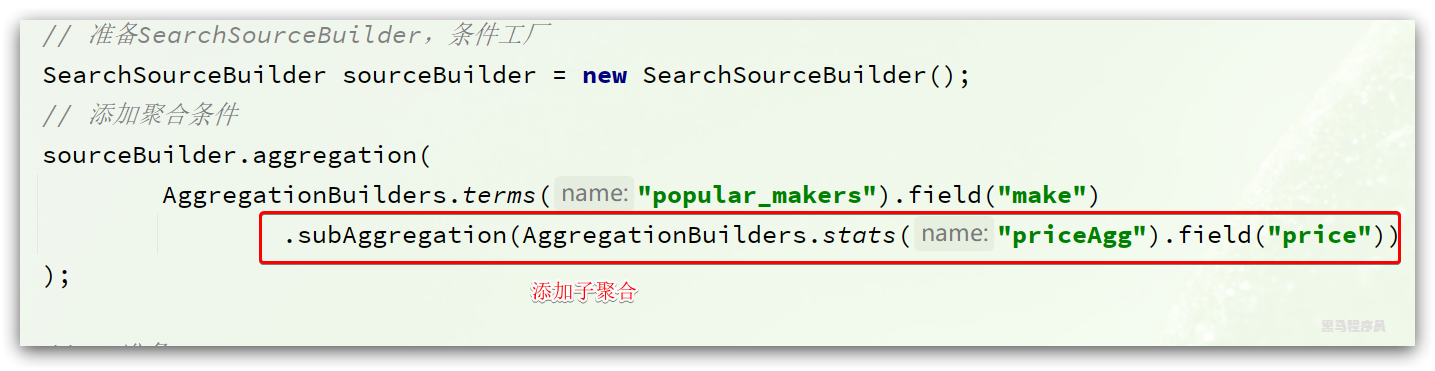 // 准备SearchSourceBuilder，条件工厂
SearchSourceBuilder sourceBuilder = new SearchSourceBuilder();
// 添加聚合条件
sourceBuilder.aggregation(
AggregationBuilders.terms( name: "popular_makers").field("make")
.subAggregation(AggregationBuilders.stats( name: "priceAgg").field("price"))
);
添加子聚合
黑马程序员